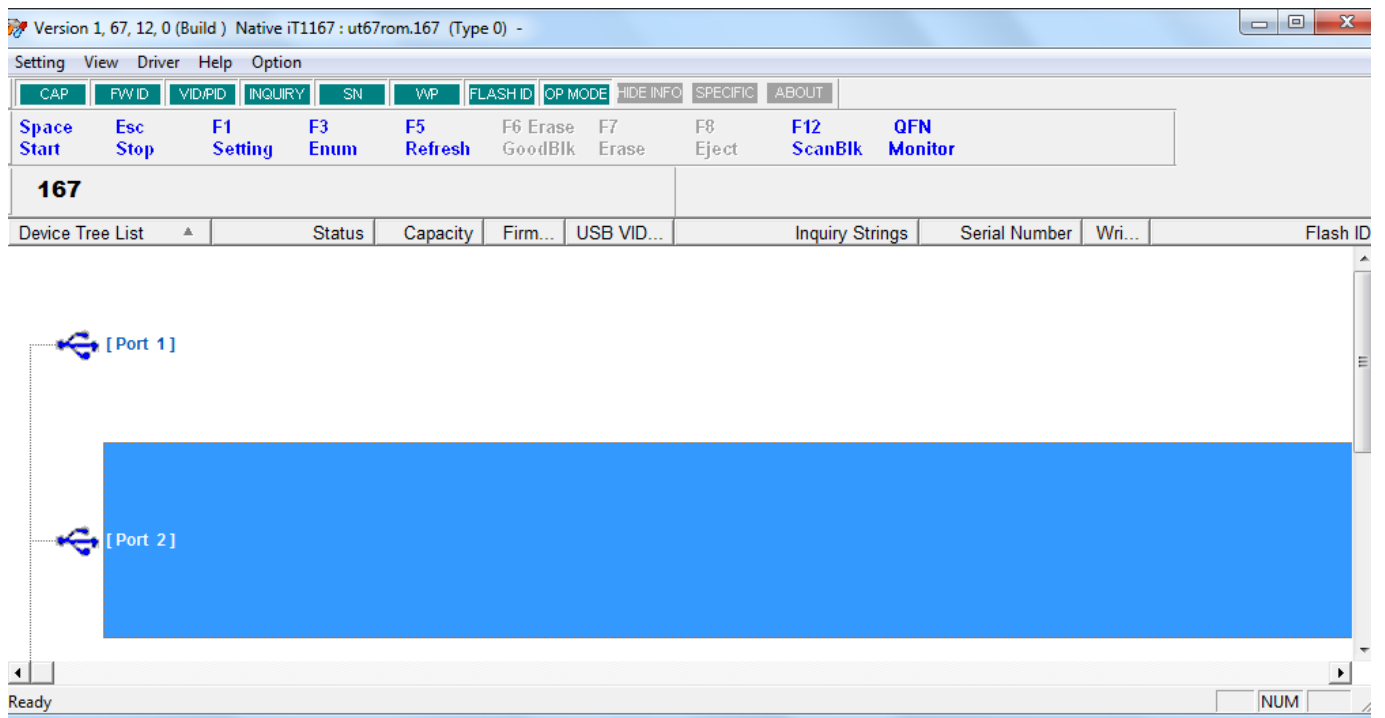 Version 1, 67, 12, 0 (Build )  Native iT1167 : ut67rom.167  (Type 0)  -
Setting View Driver Help Option
CAP FW ID VID/PID INQUIRY SN WP FLASH ID OP MODE HIDE INFO SPECIFIC ABOUT
Space Esc F1 F3 F5 F6 Erase F7 F8 F12 QFN
Start Stop Setting Enum Refresh GoodBlk Erase Eject ScanBlk Monitor
167
Device Tree List Status Capacity Firm... USB VID... Inquiry Strings Serial Number Wri... Flash ID
[ Port 1 ]
[ Port 2 ]
Ready NUM